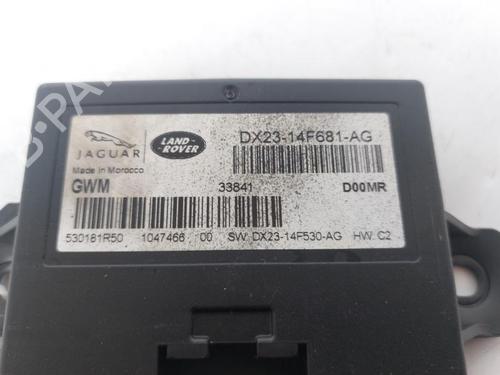 JAGUAR
LAND-
ROVER
DX23-14F681-AG
Made in Morocco
GWM
33841
D00MR
530181R50 1047466 00 SW: DX23-14F530-AG HW: C2